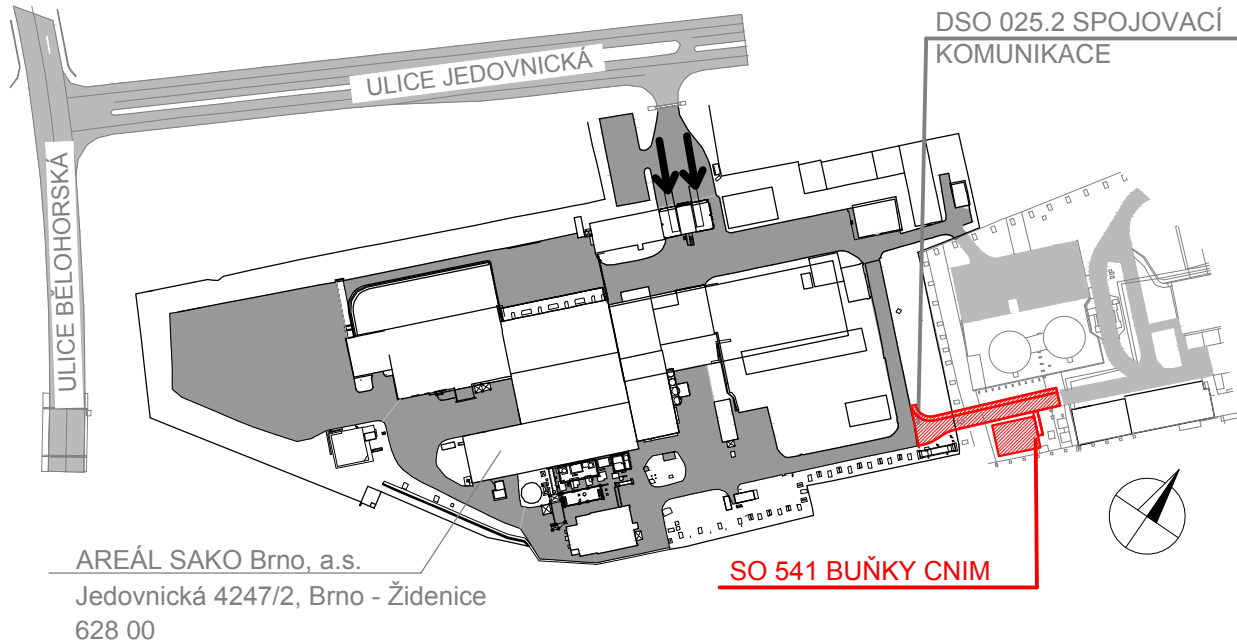 DSO 025.2 SPOJOVACÍ
KOMUNIKACE
ULICE JEDOVNICKÁ
ULICE BĚLOHORSKÁ
SO 541 BUŇKY CNIM
AREÁL SAKO Brno, a.s.
Jedovnická 4247/2, Brno - Židenice
628 00